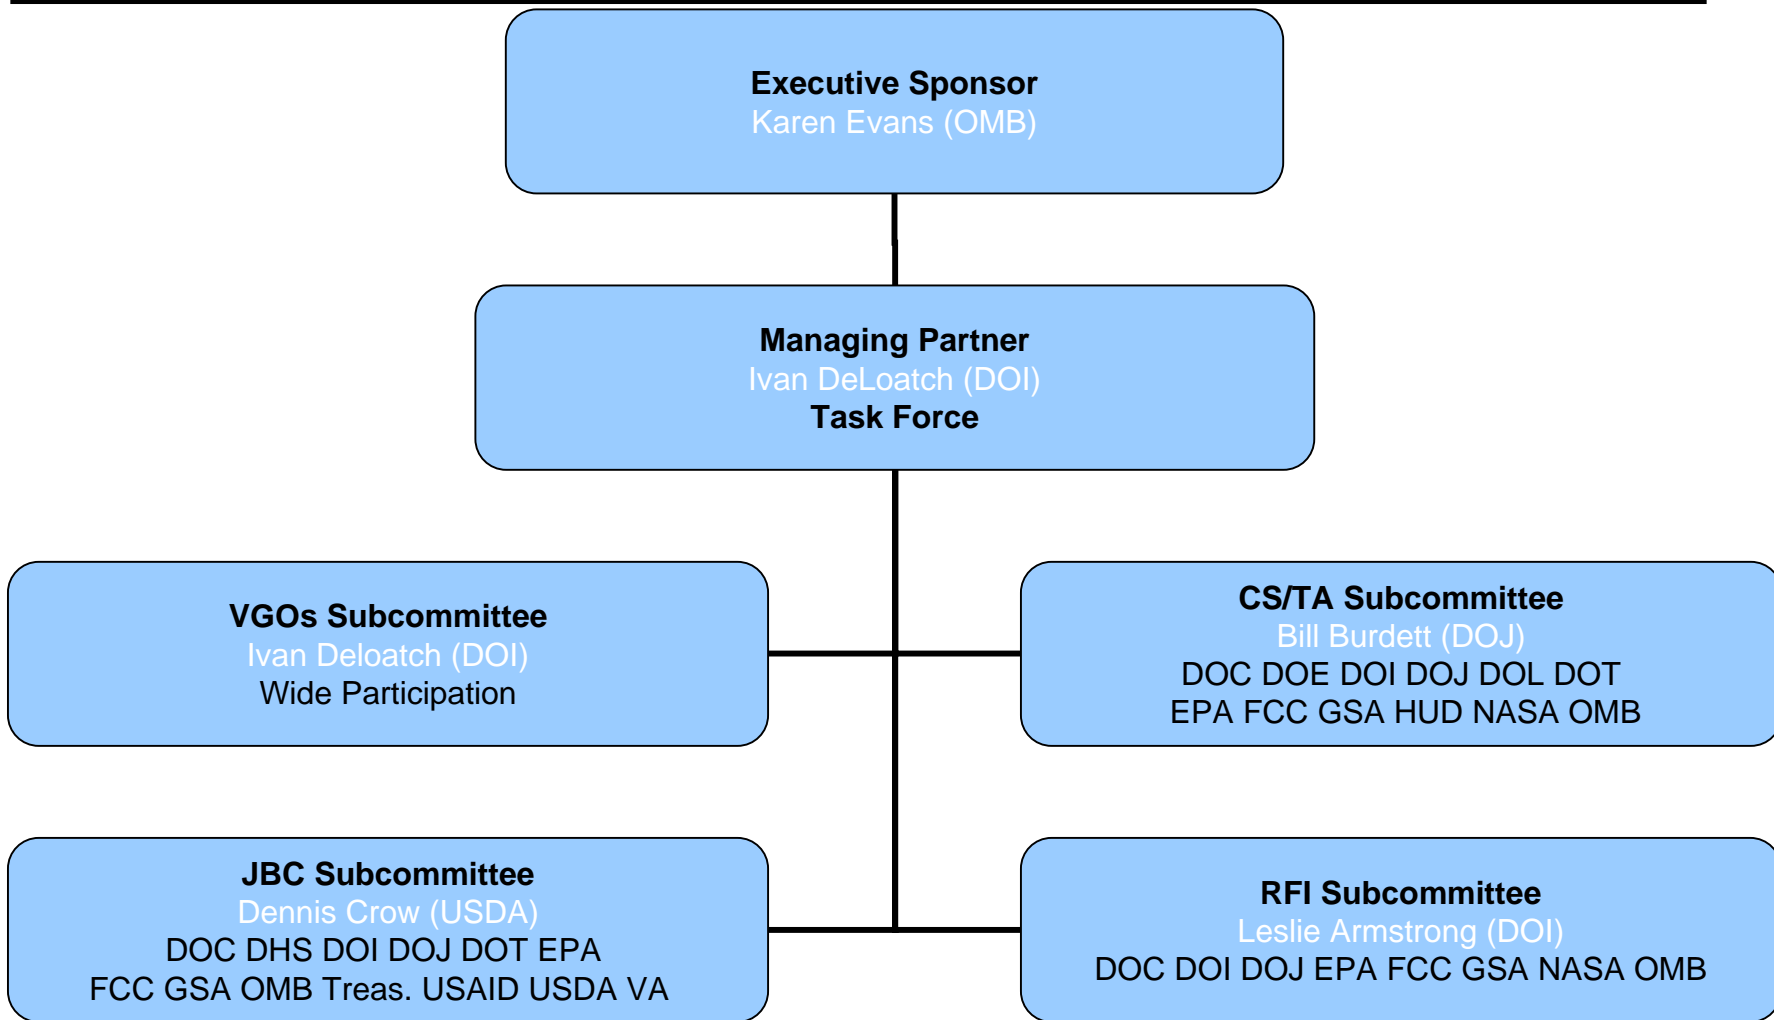 Executive Sponsor
Karen Evans (OMB)
Managing Partner
Ivan DeLoatch (DOI)
Task Force
VGOs Subcommittee
Ivan Deloatch (DOI)
Wide Participation
CS/TA Subcommittee
Bill Burdett (DOJ)
DOC DOE DOI DOJ DOL DOT
EPA FCC GSA HUD NASA OMB
JBC Subcommittee
Dennis Crow (USDA)
DOC DHS DOI DOJ DOT EPA
FCC GSA OMB Treas. USAID USDA VA
RFI Subcommittee
Leslie Armstrong (DOI)
DOC DOI DOJ EPA FCC GSA NASA OMB